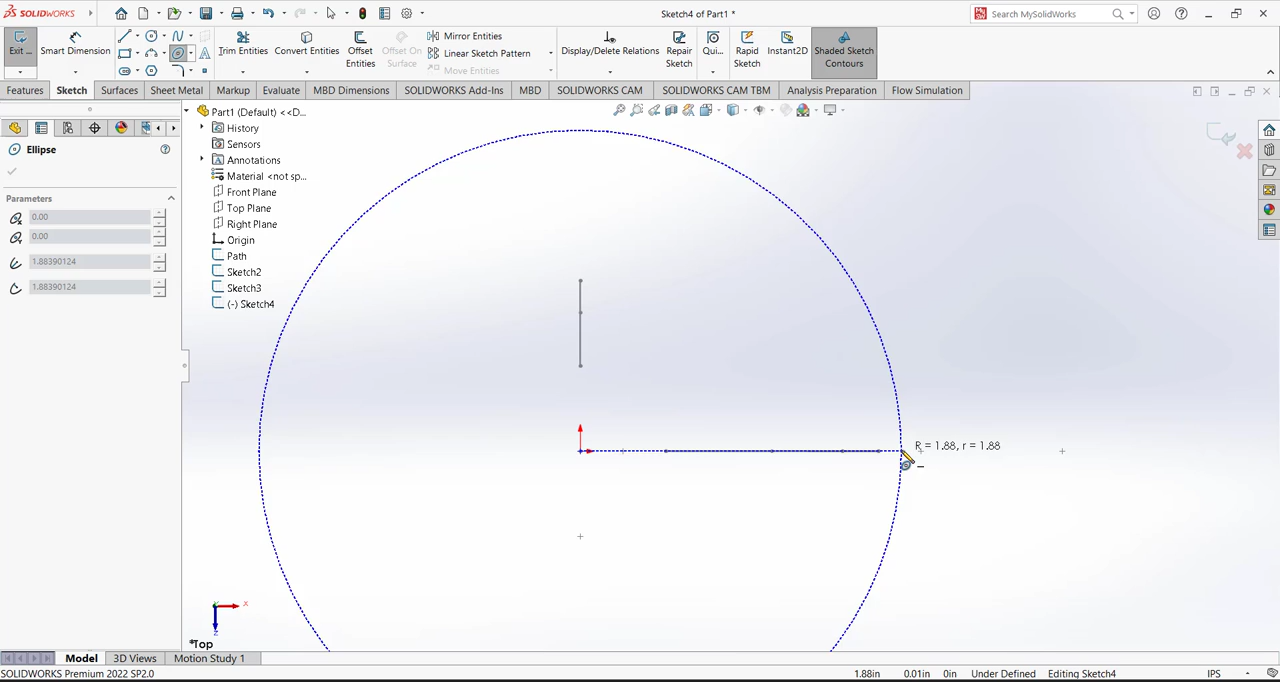 SOLIDWORKS
Sketch4 of Part1 *
Search MySolidWorks
Exit ...
Smart Dimension
Trim Entities
Convert Entities
Offset Entities
Offset On Surface
Mirror Entities
Linear Sketch Pattern
Move Entities
Display/Delete Relations
Repair Sketch
Qui...
Rapid Sketch
Instant2D
Shaded Sketch Contours
Features
Sketch
Surfaces
Sheet Metal
Markup
Evaluate
MBD Dimensions
SOLIDWORKS Add-Ins
MBD
SOLIDWORKS CAM
SOLIDWORKS CAM TBM
Analysis Preparation
Flow Simulation
Ellipse
Parameters
0.00
0.00
1.88390124
1.88390124
Part1 (Default) <<D...
History
Sensors
Annotations
Material <not sp...
Front Plane
Top Plane
Right Plane
Origin
Path
Sketch2
Sketch3
(-) Sketch4
R = 1.88, r = 1.88
X
Y
Z
*Top
Model
3D Views
Motion Study 1
SOLIDWORKS Premium 2022 SP2.0
1.88in
0.01in
0in
Under Defined
Editing Sketch4
IPS